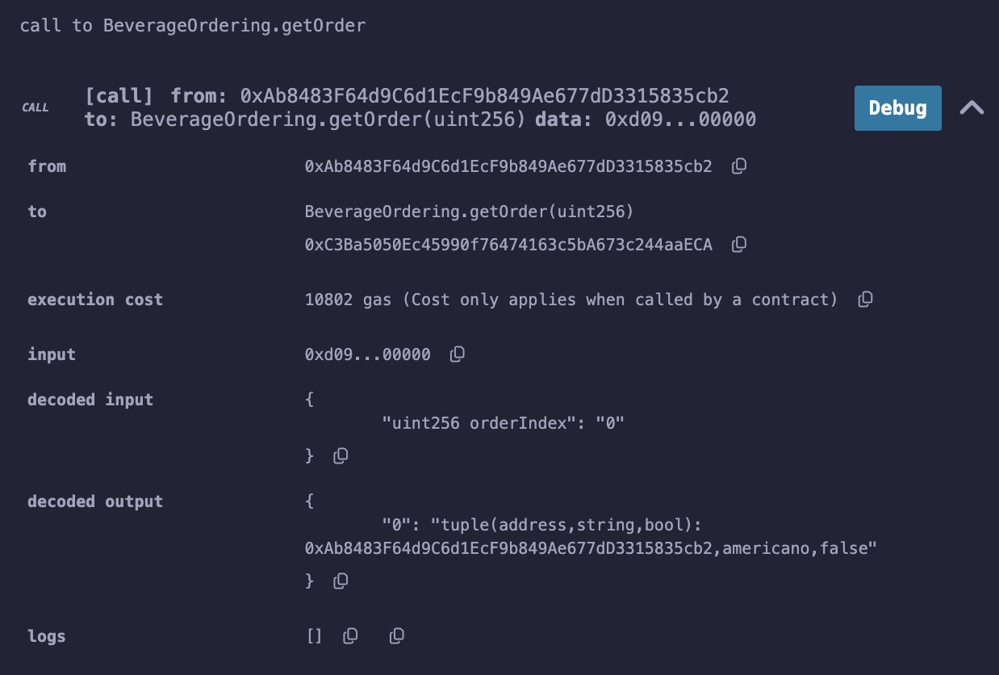 call to BeverageOrdering.getOrder
CALL
[call] from: 0xAb8483F64d9C6d1EcF9b849Ae677dD3315835cb2
to: BeverageOrdering.getOrder(uint256) data: 0xd09...00000
Debug
from 0xAb8483F64d9C6d1EcF9b849Ae677dD3315835cb2
to BeverageOrdering.getOrder(uint256)
0xC3Ba5050Ec45990f76474163c5bA673c244aaECA
execution cost 10802 gas (Cost only applies when called by a contract)
input 0xd09...00000
decoded input {
"uint256 orderIndex": "0"
}
decoded output {
"0": "tuple(address,string,bool):
0xAb8483F64d9C6d1EcF9b849Ae677dD3315835cb2,americano,false"
}
logs []